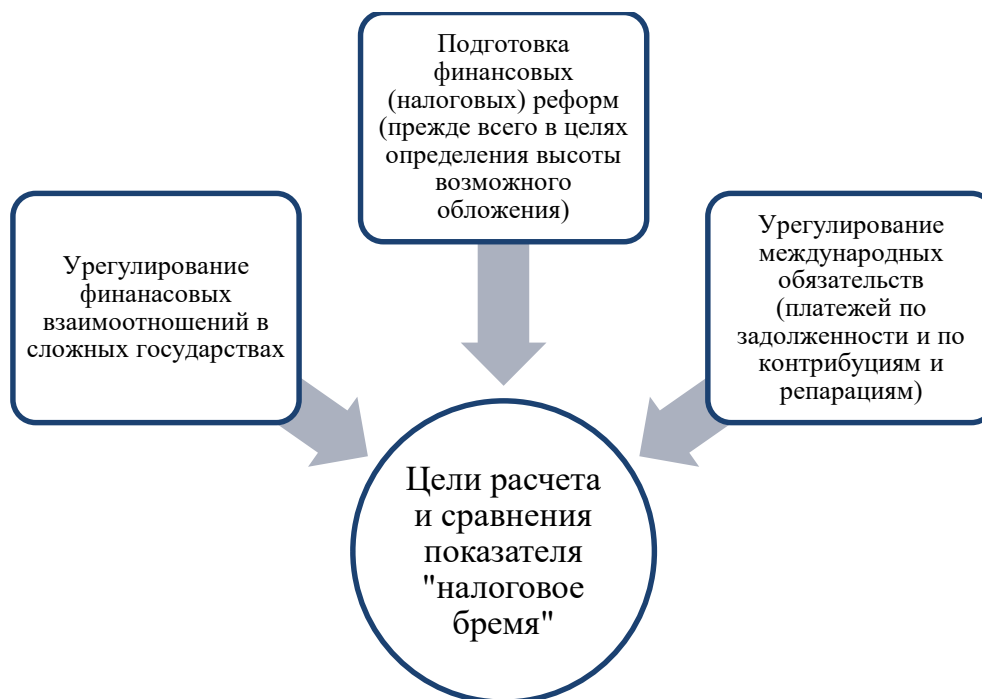 Подготовка
финансовых
(налоговых) реформ
(прежде всего в целях
определения высоты
возможного
обложения)
Урегулирование
финанасовых
взаимоотношений в
сложных государствах
Урегулирование
международных
обязательств
(платежей по
задолженности и по
контрибуциям и
репарациям)
Цели расчета
и сравнения
показателя
"налоговое
бремя"